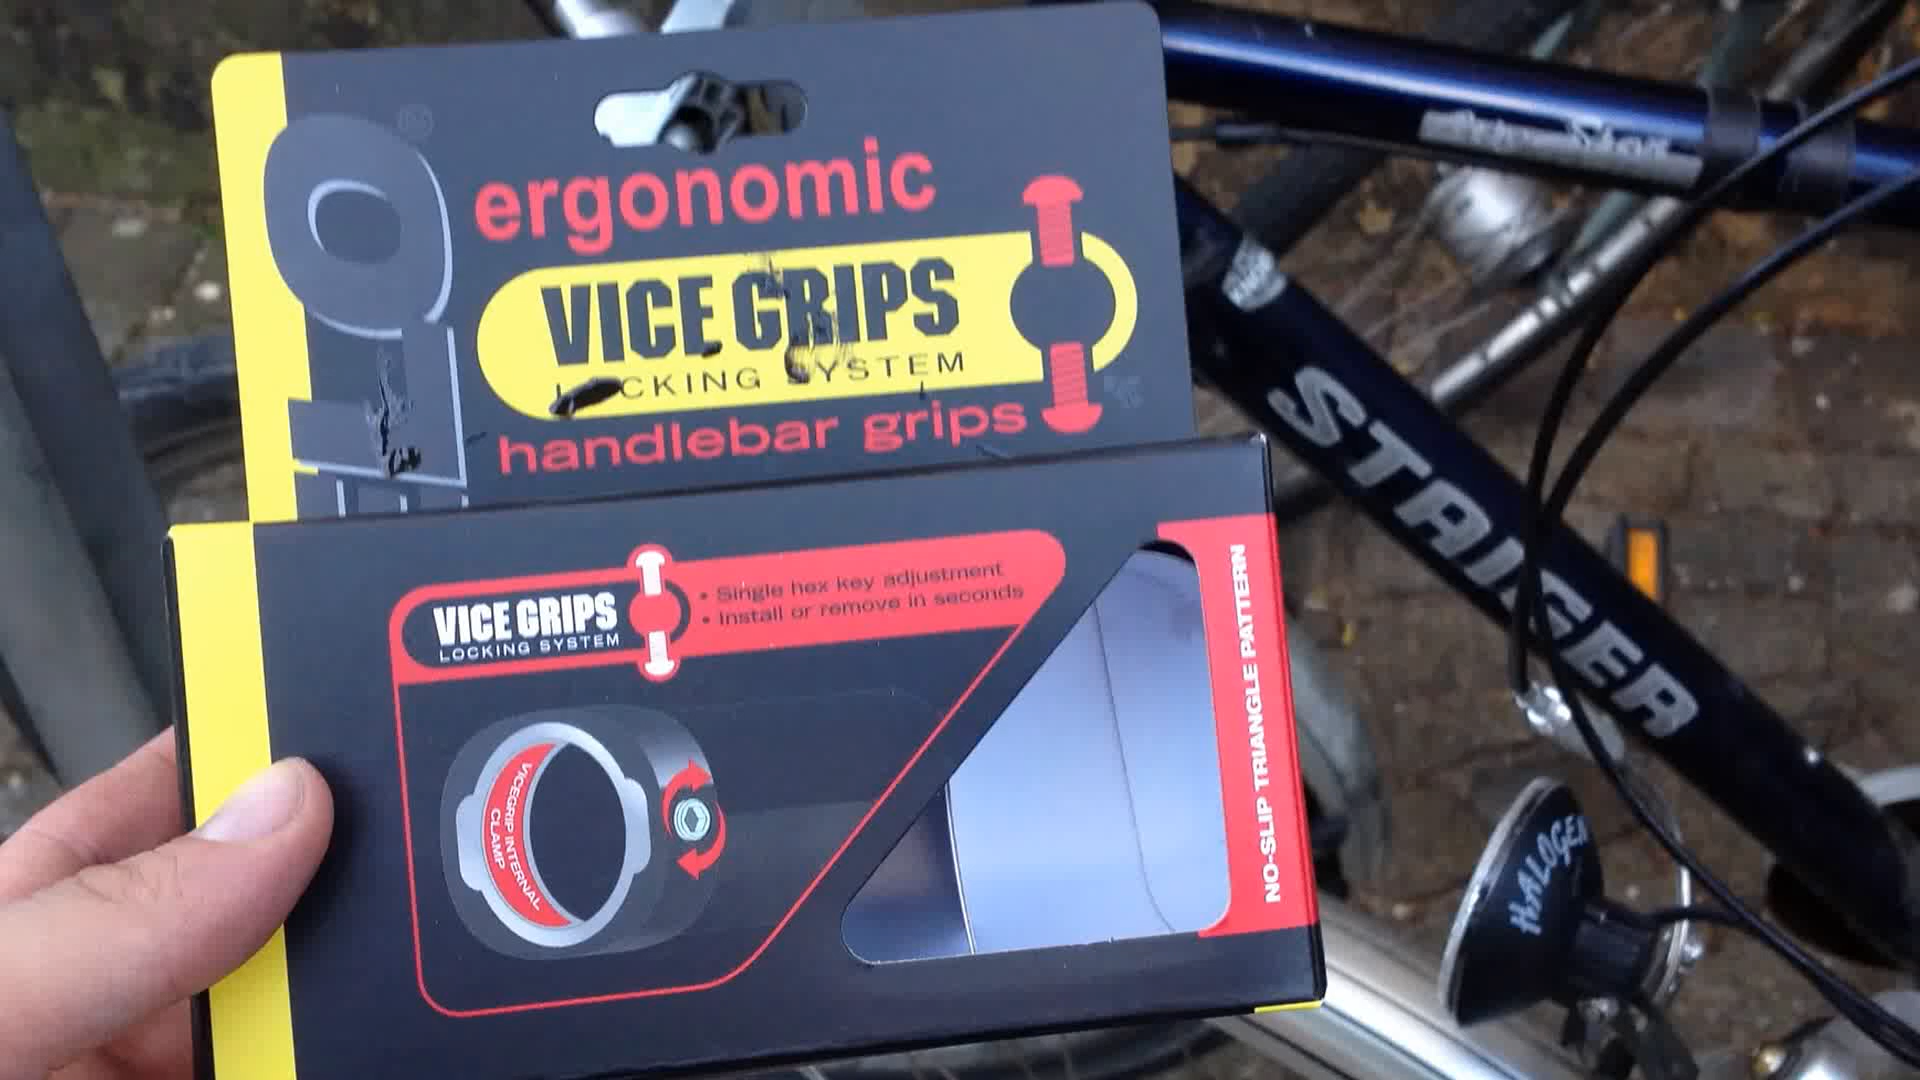 ergonomic
VICE GRIPS
LOCKING SYSTEM
handlebar grips
VICE GRIPS
LOCKING SYSTEM
• Single hex key adjustment
• Install or remove in seconds
VICEGRIP INTERNAL
CLAMP
NO-SLIP TRIANGLE PATTERN
STAIGER
HALOGEN